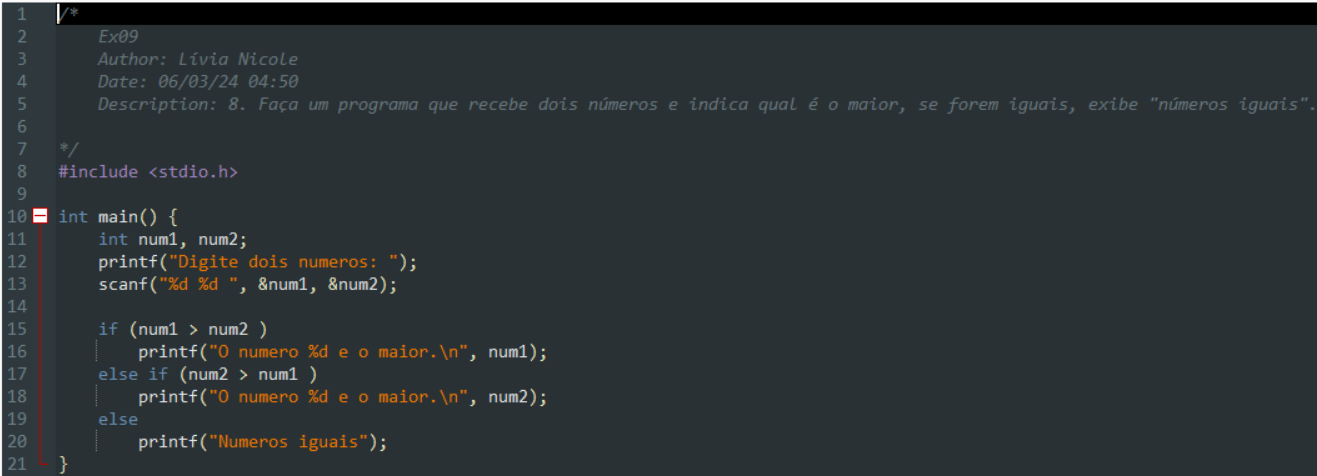 1 /*
2 Ex09
3 Author: Lívia Nicole
4 Date: 06/03/24 04:50
5 Description: 8. Faça um programa que recebe dois números e indica qual é o maior, se forem iguais, exibe "números iguais".
6
7 */
8 #include <stdio.h>
9
10 int main() {
11 int num1, num2;
12 printf("Digite dois numeros: ");
13 scanf("%d %d ", &num1, &num2);
14
15 if (num1 > num2 )
16 printf("O numero %d e o maior.\n", num1);
17 else if (num2 > num1 )
18 printf("O numero %d e o maior.\n", num2);
19 else
20 printf("Numeros iguais");
21 }